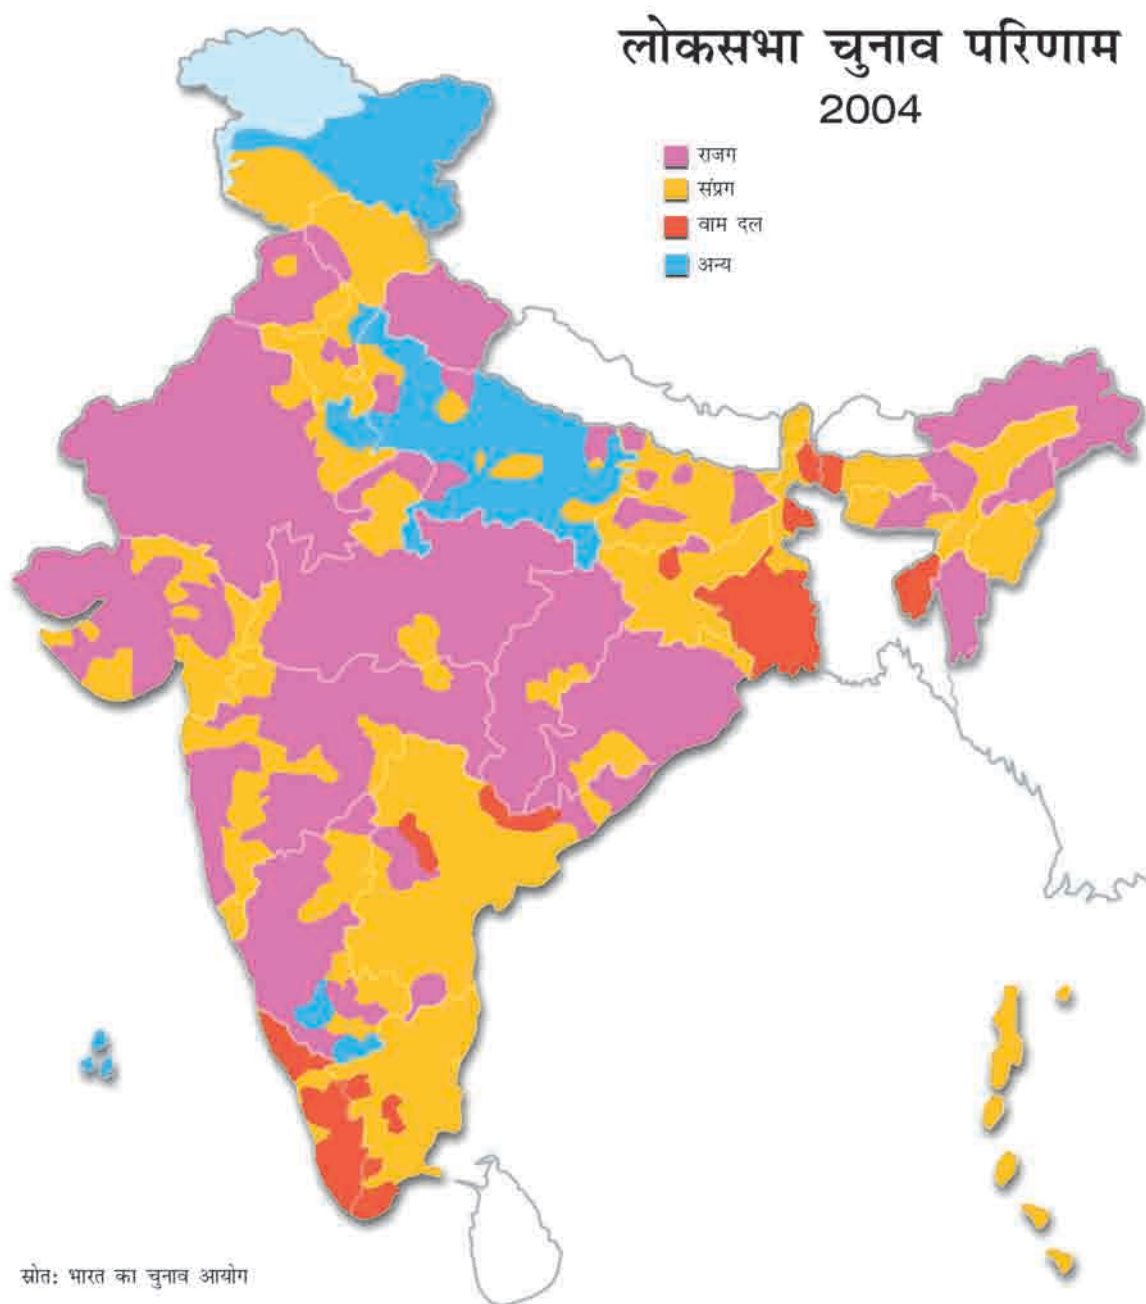 लोकसभा चुनाव परिणाम
2004
राजग
संप्रग
वाम दल
अन्य
स्रोत: भारत का चुनाव आयोग